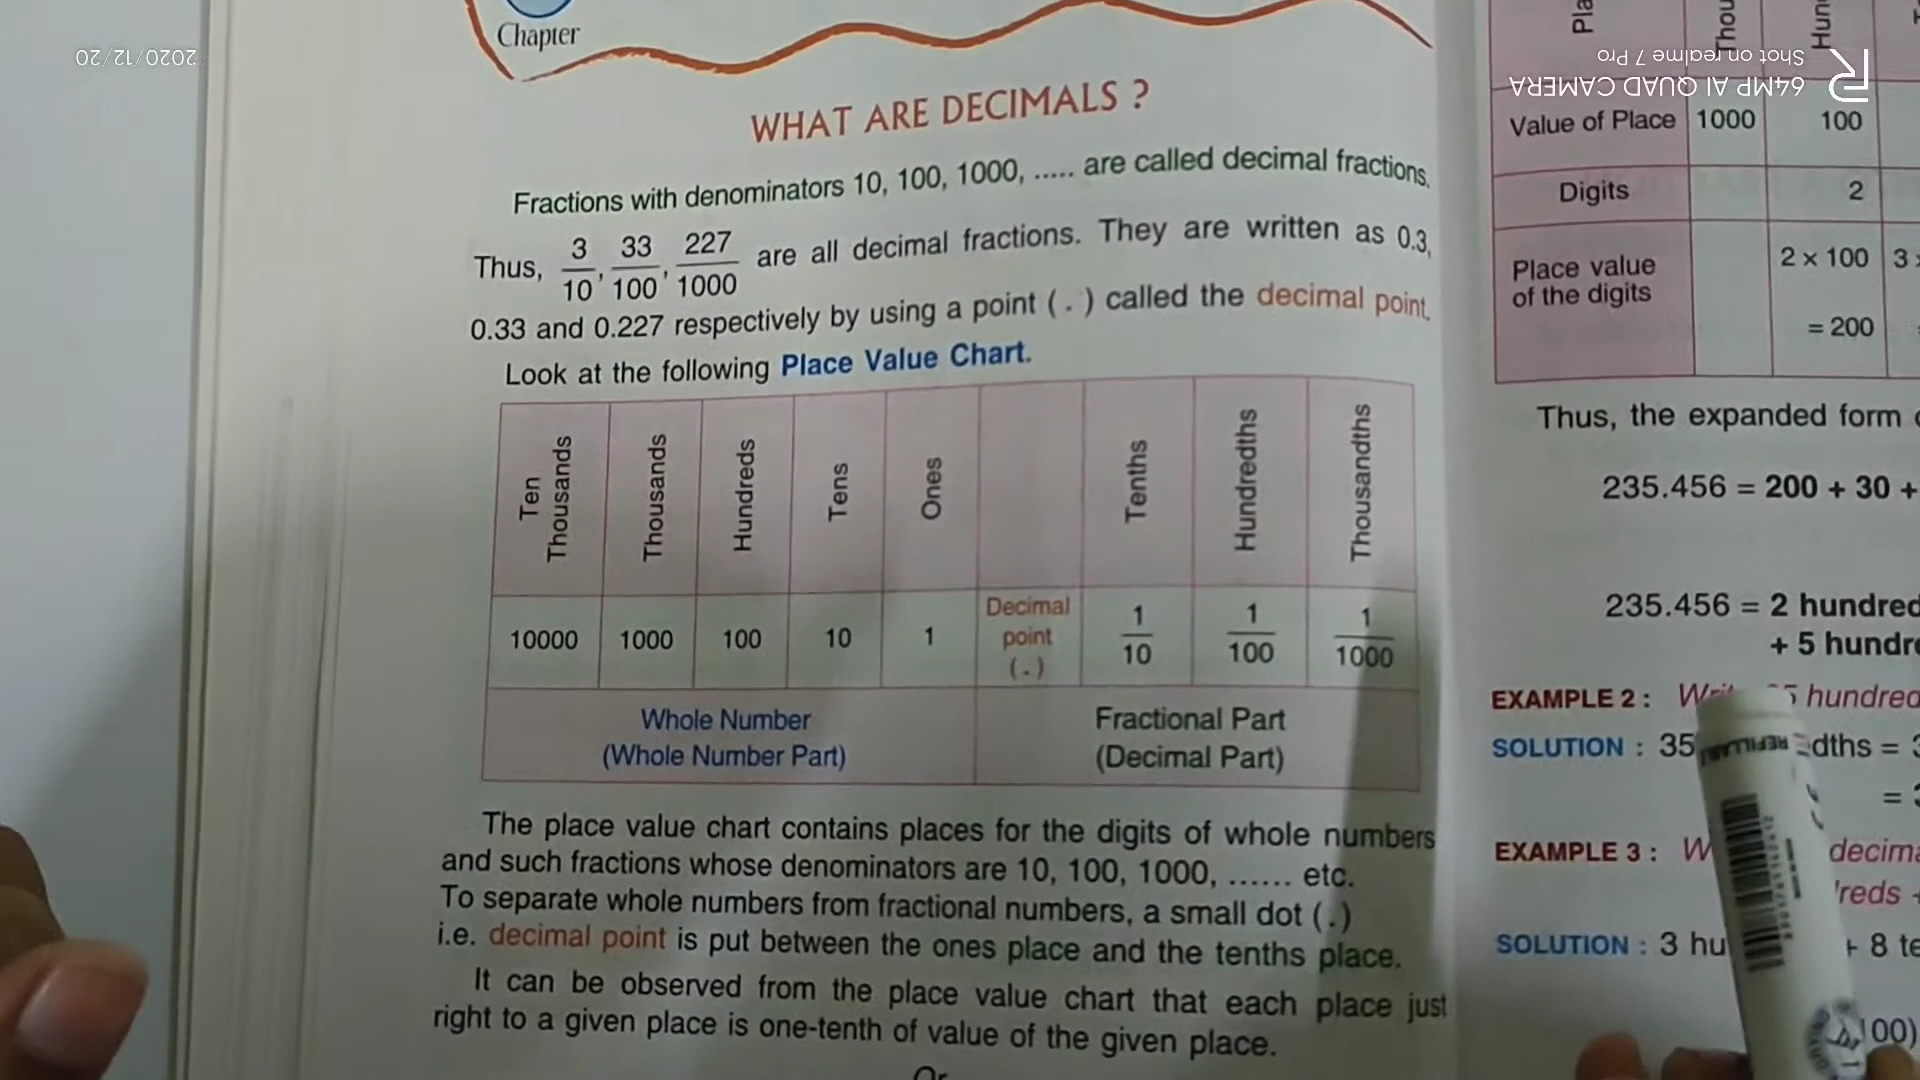 Chapter
WHAT ARE DECIMALS ?
Fractions with denominators 10, 100, 1000, ..... are called decimal fractions.
Thus, 3/10, 33/100, 227/1000 are all decimal fractions. They are written as 0.3,
0.33 and 0.227 respectively by using a point ( . ) called the decimal point.
Look at the following Place Value Chart.
Ten Thousands Thousands Hundreds Tens Ones Tenths Hundredths Thousandths
10000 1000 100 10 1 Decimal point (.) 1/10 1/100 1/1000
Whole Number Fractional Part
(Whole Number Part) (Decimal Part)
The place value chart contains places for the digits of whole numbers
and such fractions whose denominators are 10, 100, 1000, ...... etc.
To separate whole numbers from fractional numbers, a small dot (.)
i.e. decimal point is put between the ones place and the tenths place.
It can be observed from the place value chart that each place just
right to a given place is one-tenth of value of the given place.
Or
Value of Place 1000 100
Digits 2
Place value of the digits 2 × 100 3
= 200
Thus, the expanded form
235.456 = 200 + 30 +
235.456 = 2 hundred
+ 5 hundre
EXAMPLE 2 : hundred
SOLUTION : 35 dths =
=
EXAMPLE 3 : W decima
reds
SOLUTION : 3 hu + 8 te
00)
2020/12/20
Shot on realme 7 Pro
64MP AI QUAD CAMERA